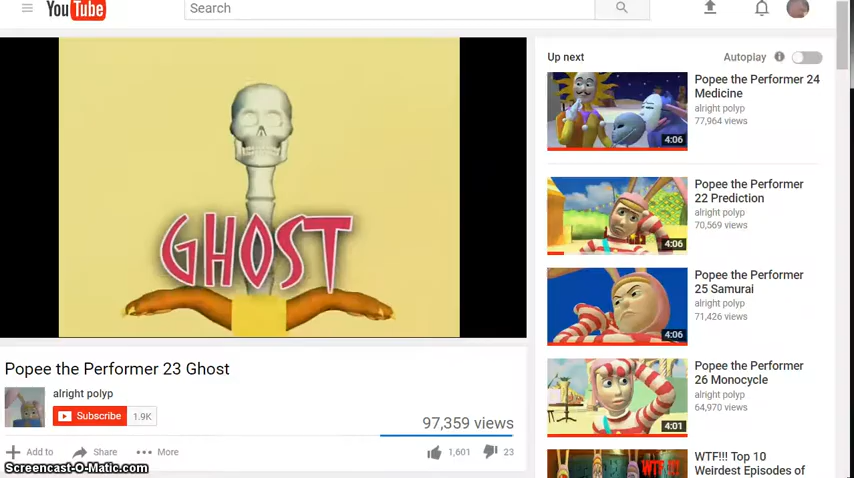 YouTube
Search
Up next
Autoplay
GHOST
Popee the Performer 24
Medicine
alright polyp
77,964 views
4:06
Popee the Performer
22 Prediction
alright polyp
70,569 views
4:06
Popee the Performer
25 Samurai
alright polyp
71,426 views
4:06
Popee the Performer
26 Monocycle
alright polyp
64,970 views
4:01
WTF!!! Top 10
Weirdest Episodes of
WTF
Popee the Performer 23 Ghost
alright polyp
Subscribe 1.9K
97,359 views
Add to Share More
1,601 23
Screencast-O-Matic.com